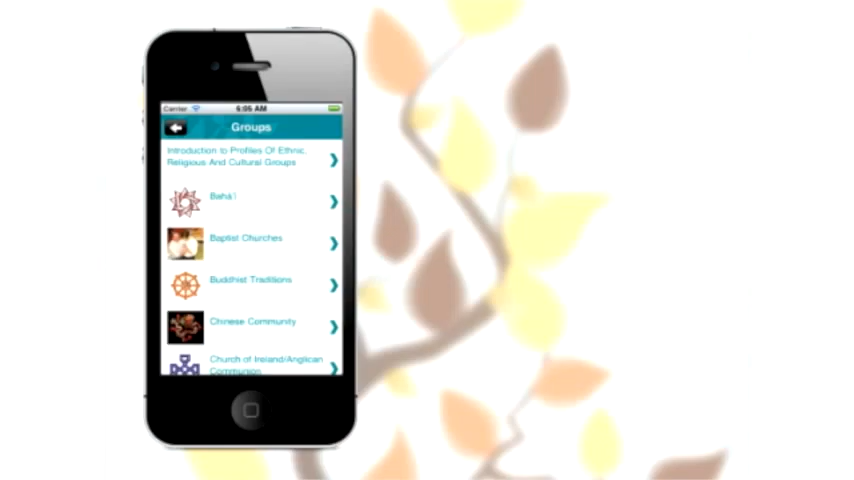 Carrier 6:05 AM
Groups
Introduction to Profiles Of Ethnic,
Religious And Cultural Groups
Bahá'í
Baptist Churches
Buddhist Traditions
Chinese Community
Church of Ireland/Anglican
Communion